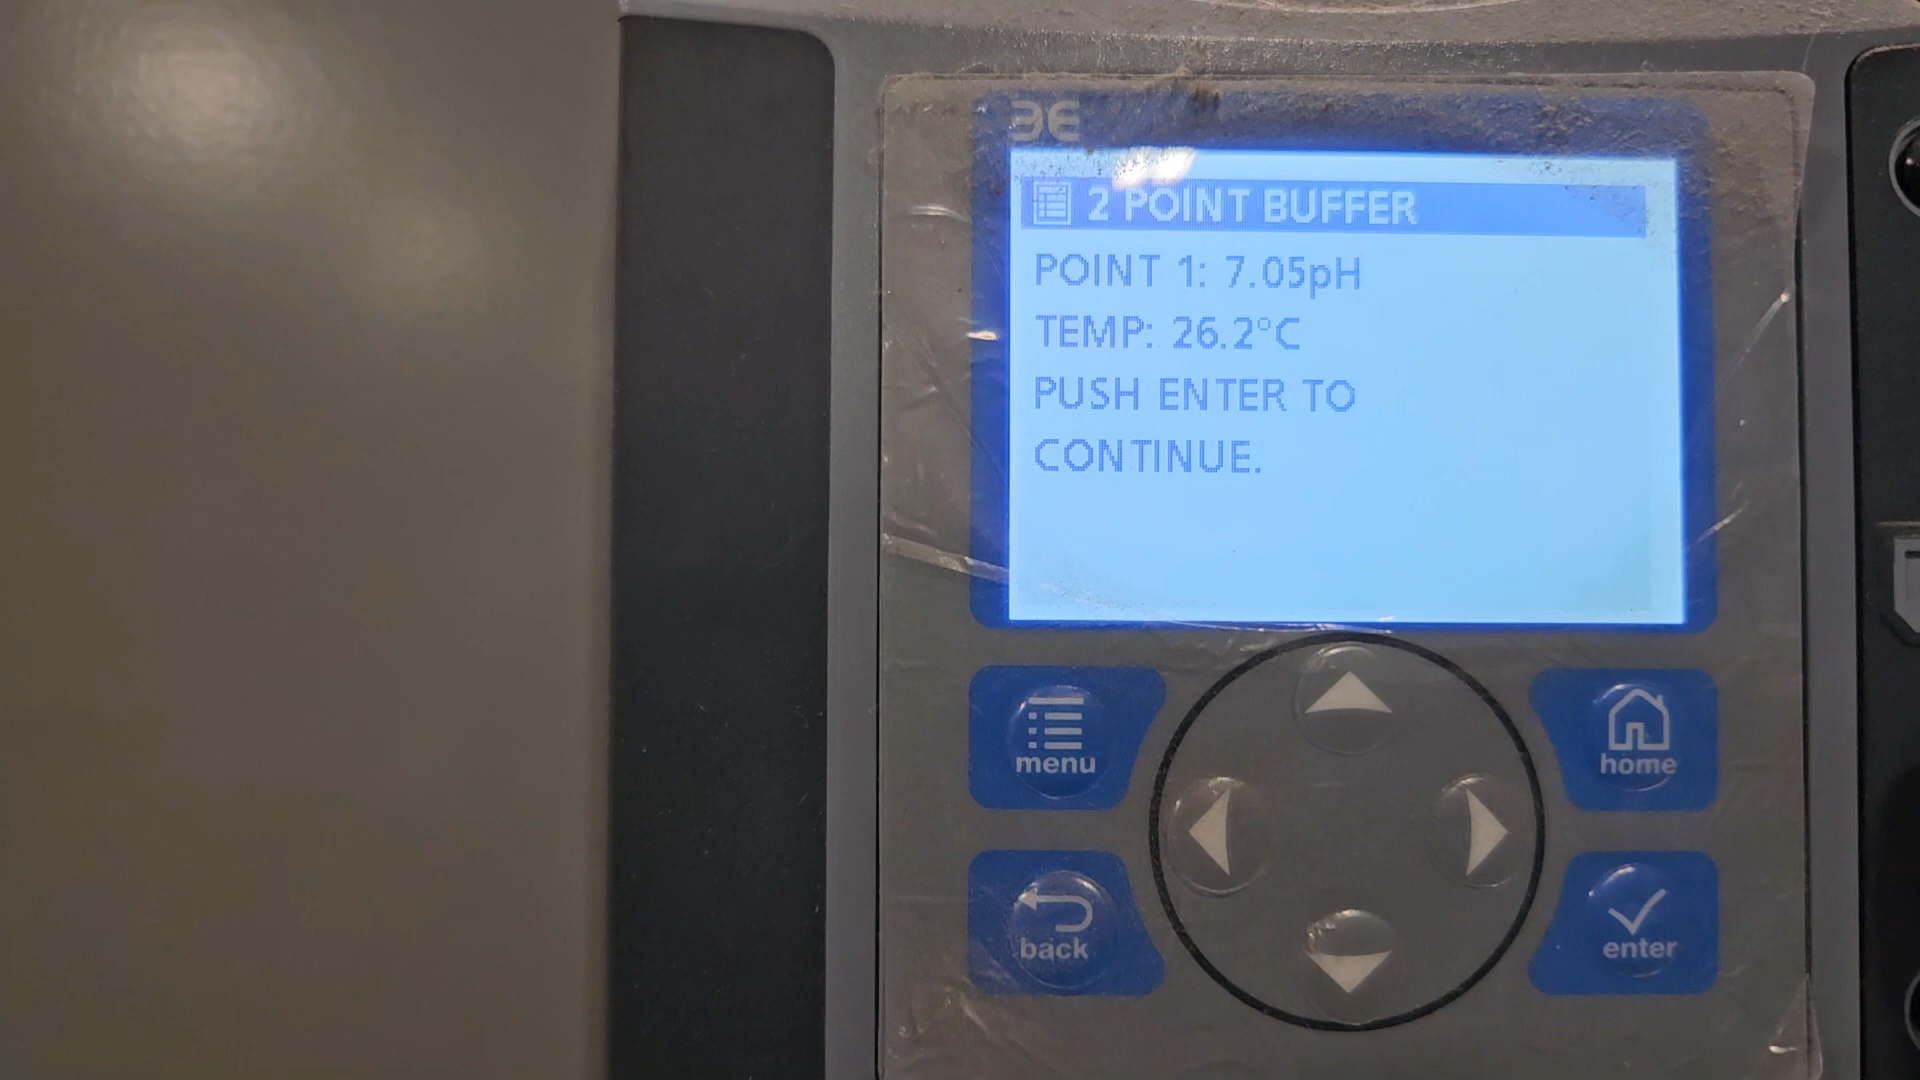 2 POINT BUFFER
POINT 1: 7.05pH
TEMP: 26.2°C
PUSH ENTER TO
CONTINUE.
menu
home
back
enter